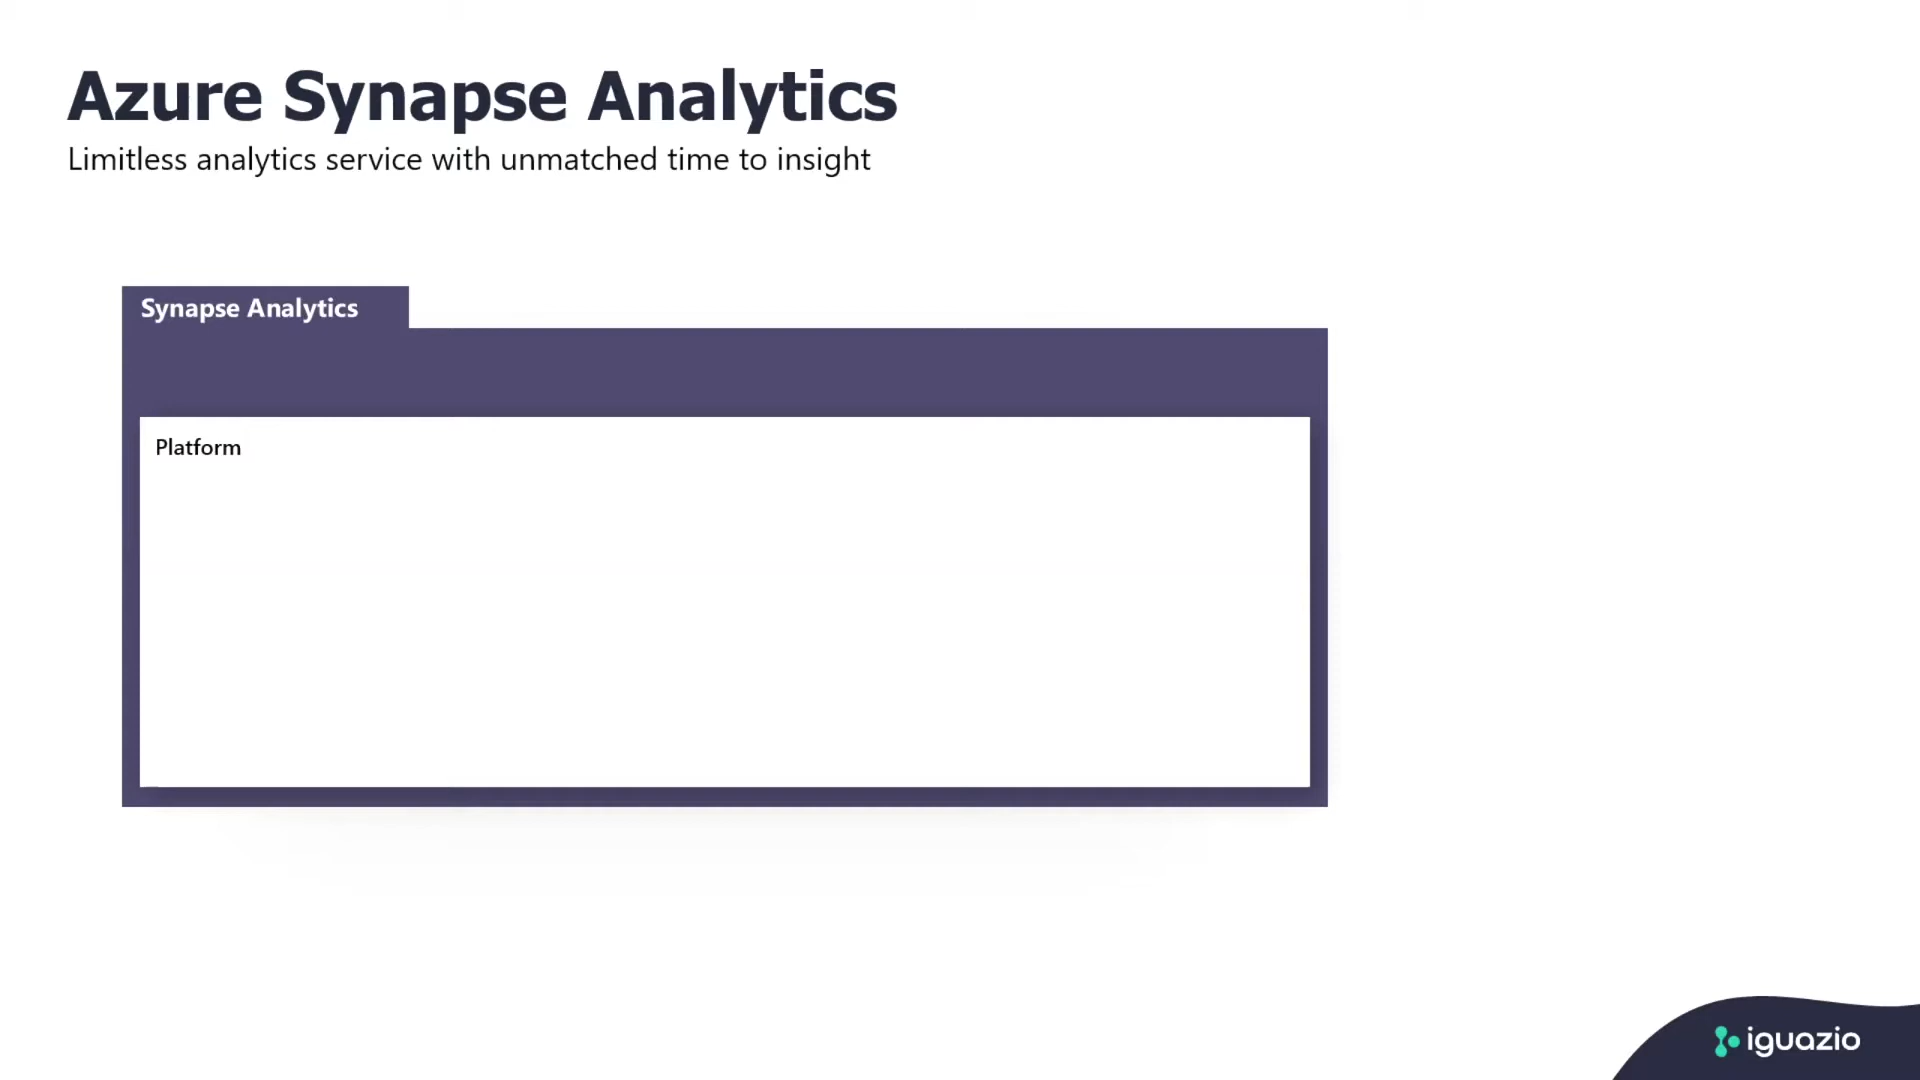 Azure Synapse Analytics
Limitless analytics service with unmatched time to insight
Synapse Analytics
Platform
iguazio